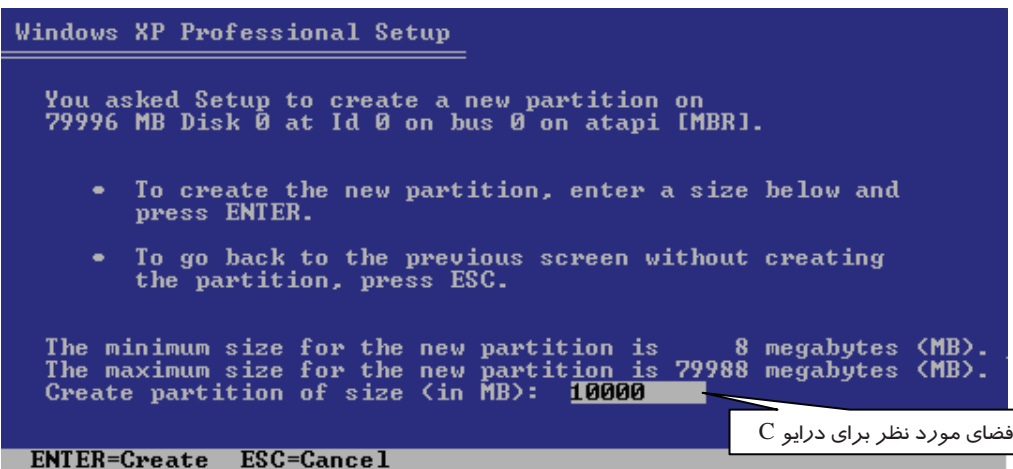 Windows XP Professional Setup
You asked Setup to create a new partition on
79996 MB Disk 0 at Id 0 on bus 0 on atapi [MBR].
• To create the new partition, enter a size below and
press ENTER.
• To go back to the previous screen without creating
the partition, press ESC.
The minimum size for the new partition is 8 megabytes (MB).
The maximum size for the new partition is 79988 megabytes (MB).
Create partition of size (in MB): 10000
فضای مورد نظر برای درایو C
ENTER=Create ESC=Cancel